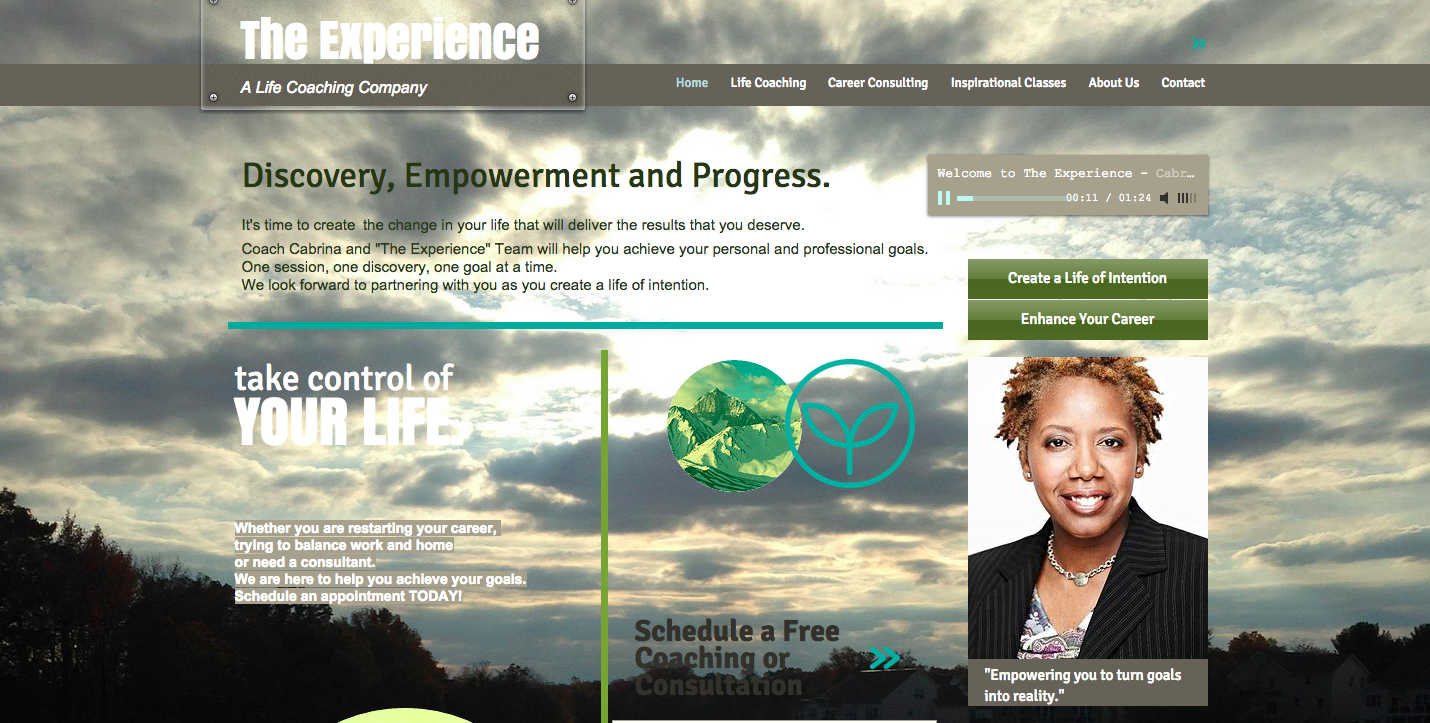 The Experience
A Life Coaching Company
Home Life Coaching Career Consulting Inspirational Classes About Us Contact
Discovery, Empowerment and Progress.
It's time to create the change in your life that will deliver the results that you deserve.
Coach Cabrina and "The Experience" Team will help you achieve your personal and professional goals.
One session, one discovery, one goal at a time.
We look forward to partnering with you as you create a life of intention.
Welcome to The Experience - Cabr…
00:11 / 01:24
Create a Life of Intention
Enhance Your Career
take control of
YOUR LIFE.
Whether you are restarting your career,
trying to balance work and home
or need a consultant.
We are here to help you achieve your goals.
Schedule an appointment TODAY!
Schedule a Free
Coaching or
Consultation
"Empowering you to turn goals
into reality."